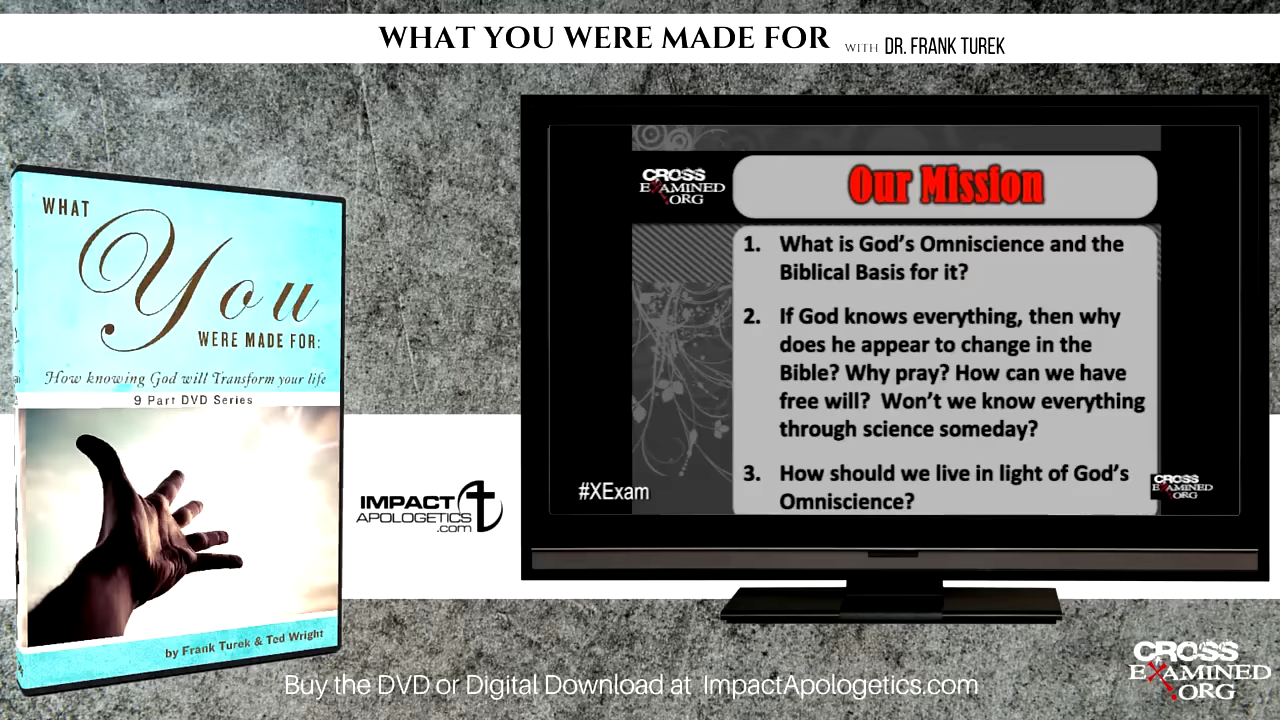 WHAT YOU WERE MADE FOR WITH DR. FRANK TUREK
WHAT
You
WERE MADE FOR:
How knowing God will Transform your life
9 Part DVD Series
by Frank Turek & Ted Wright
IMPACT
APOLOGETICS
.com
CROSS
EXAMINED
.ORG
Our Mission
1. What is God's Omniscience and the
Biblical Basis for it?
2. If God knows everything, then why
does he appear to change in the
Bible? Why pray? How can we have
free will? Won't we know everything
through science someday?
3. How should we live in light of God's
Omniscience?
#XExam
CROSS
EXAMINED
.ORG
Buy the DVD or Digital Download at ImpactApologetics.com
CROSS
EXAMINED
.ORG